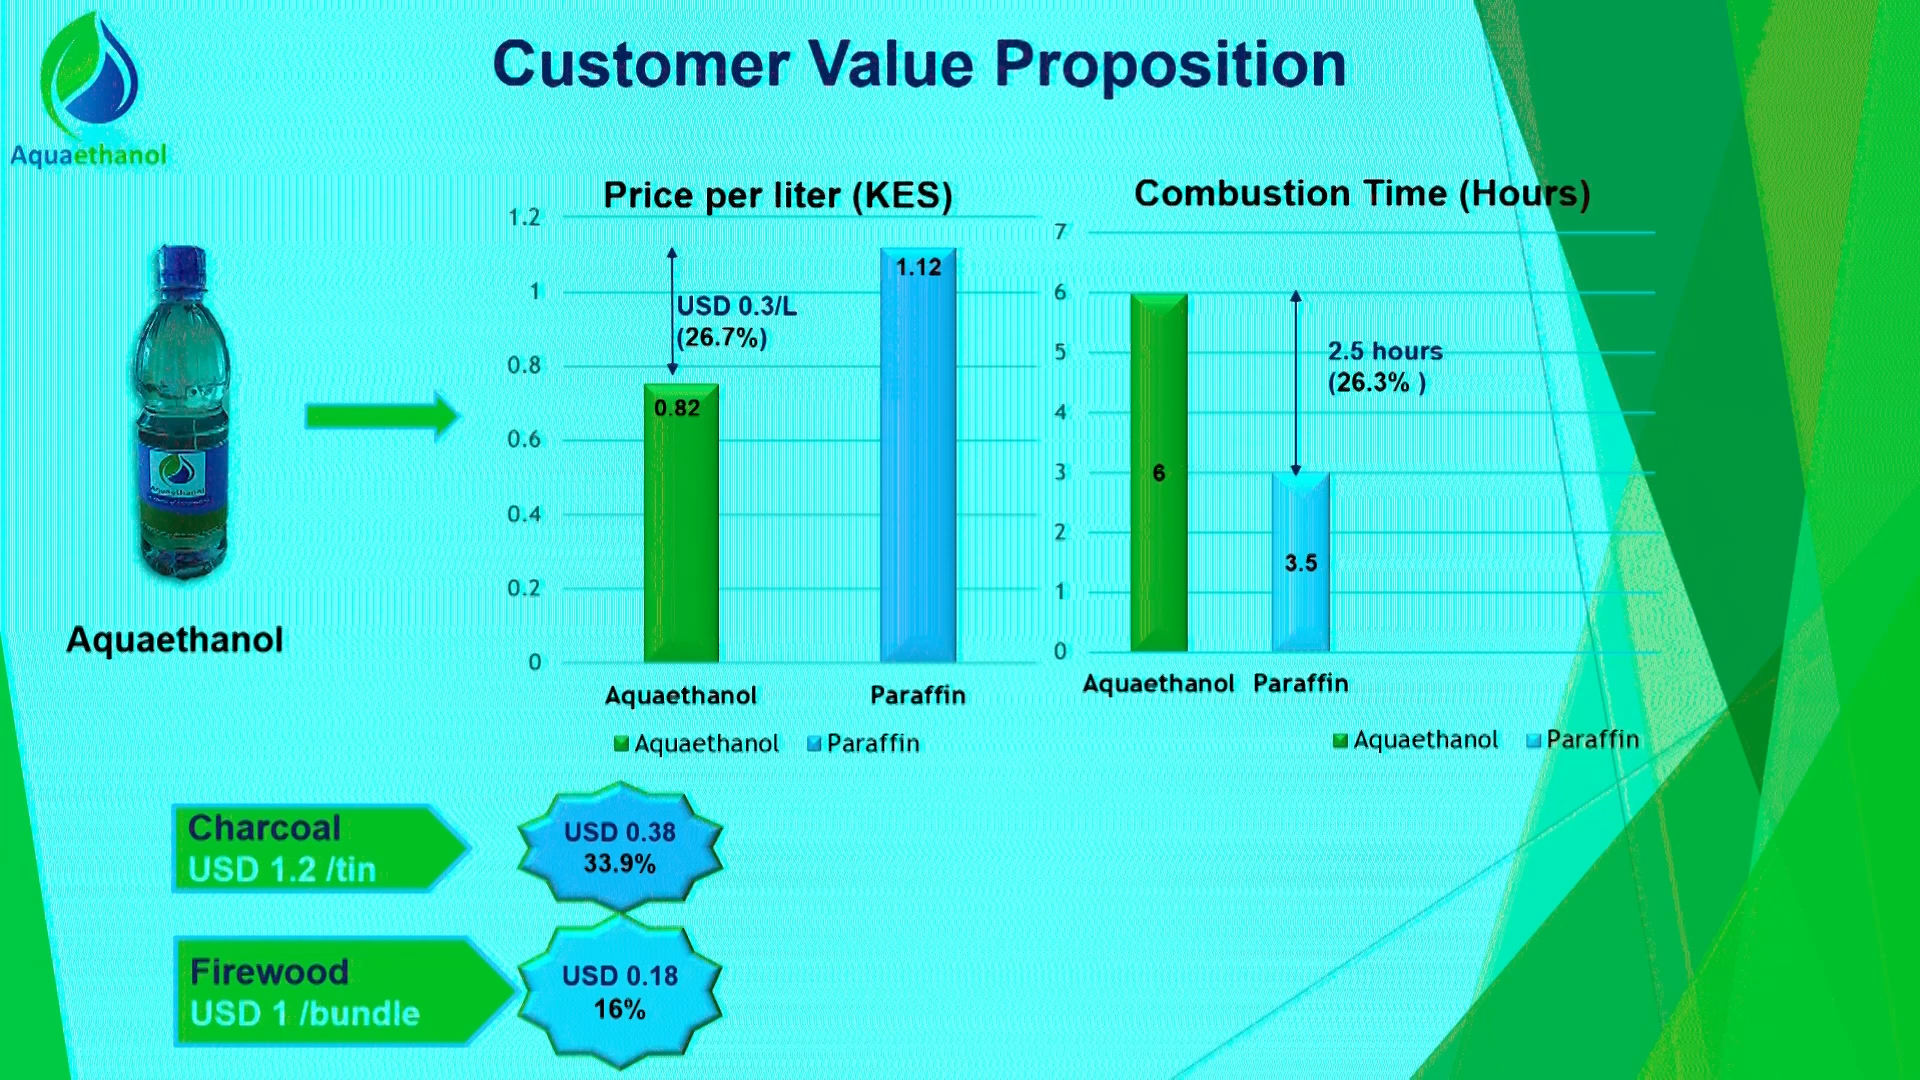 Customer Value Proposition
Aquaethanol
Price per liter (KES)
1.2
1
0.8
0.6
0.4
0.2
0
USD 0.3/L
(26.7%)
0.82
1.12
Aquaethanol
Paraffin
Aquaethanol
Paraffin
Combustion Time (Hours)
7
6
5
4
3
2
1
0
2.5 hours
(26.3% )
6
3.5
Aquaethanol
Paraffin
Aquaethanol
Paraffin
Aquaethanol
Aquaethanol
Charcoal
USD 1.2 /tin
USD 0.38
33.9%
Firewood
USD 1 /bundle
USD 0.18
16%